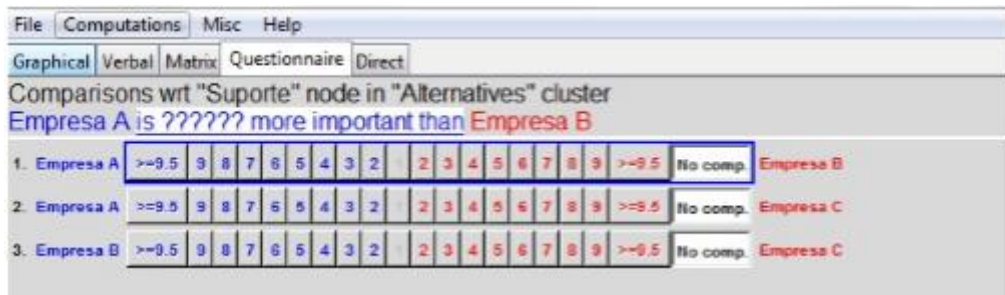 File Computations Misc Help
Graphical Verbal Matrix Questionnaire Direct
Comparisons wrt "Suporte" node in "Alternatives" cluster
Empresa A is ?????? more important than Empresa B
1. Empresa A >=9.5 9 8 7 6 5 4 3 2 1 2 3 4 5 6 7 8 9 >=9.5 No comp. Empresa B
2. Empresa A >=9.5 9 8 7 6 5 4 3 2 1 2 3 4 5 6 7 8 9 >=9.5 No comp. Empresa C
3. Empresa B >=9.5 9 8 7 6 5 4 3 2 1 2 3 4 5 6 7 8 9 >=9.5 No comp. Empresa C